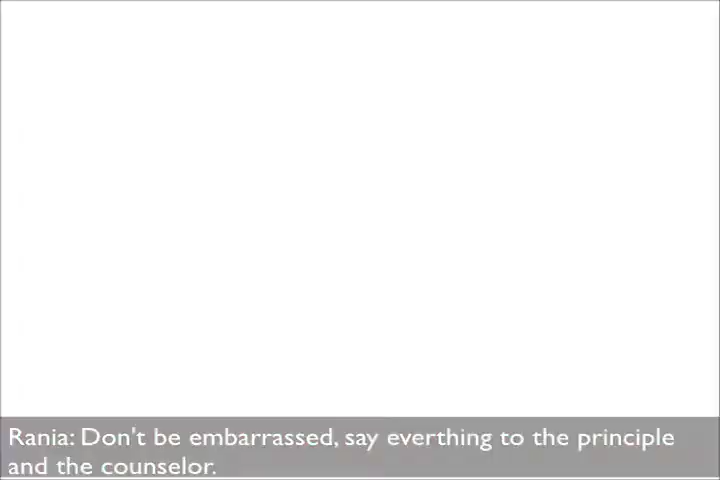 Rania: Don't be embarrassed, say everthing to the principle
and the counselor.